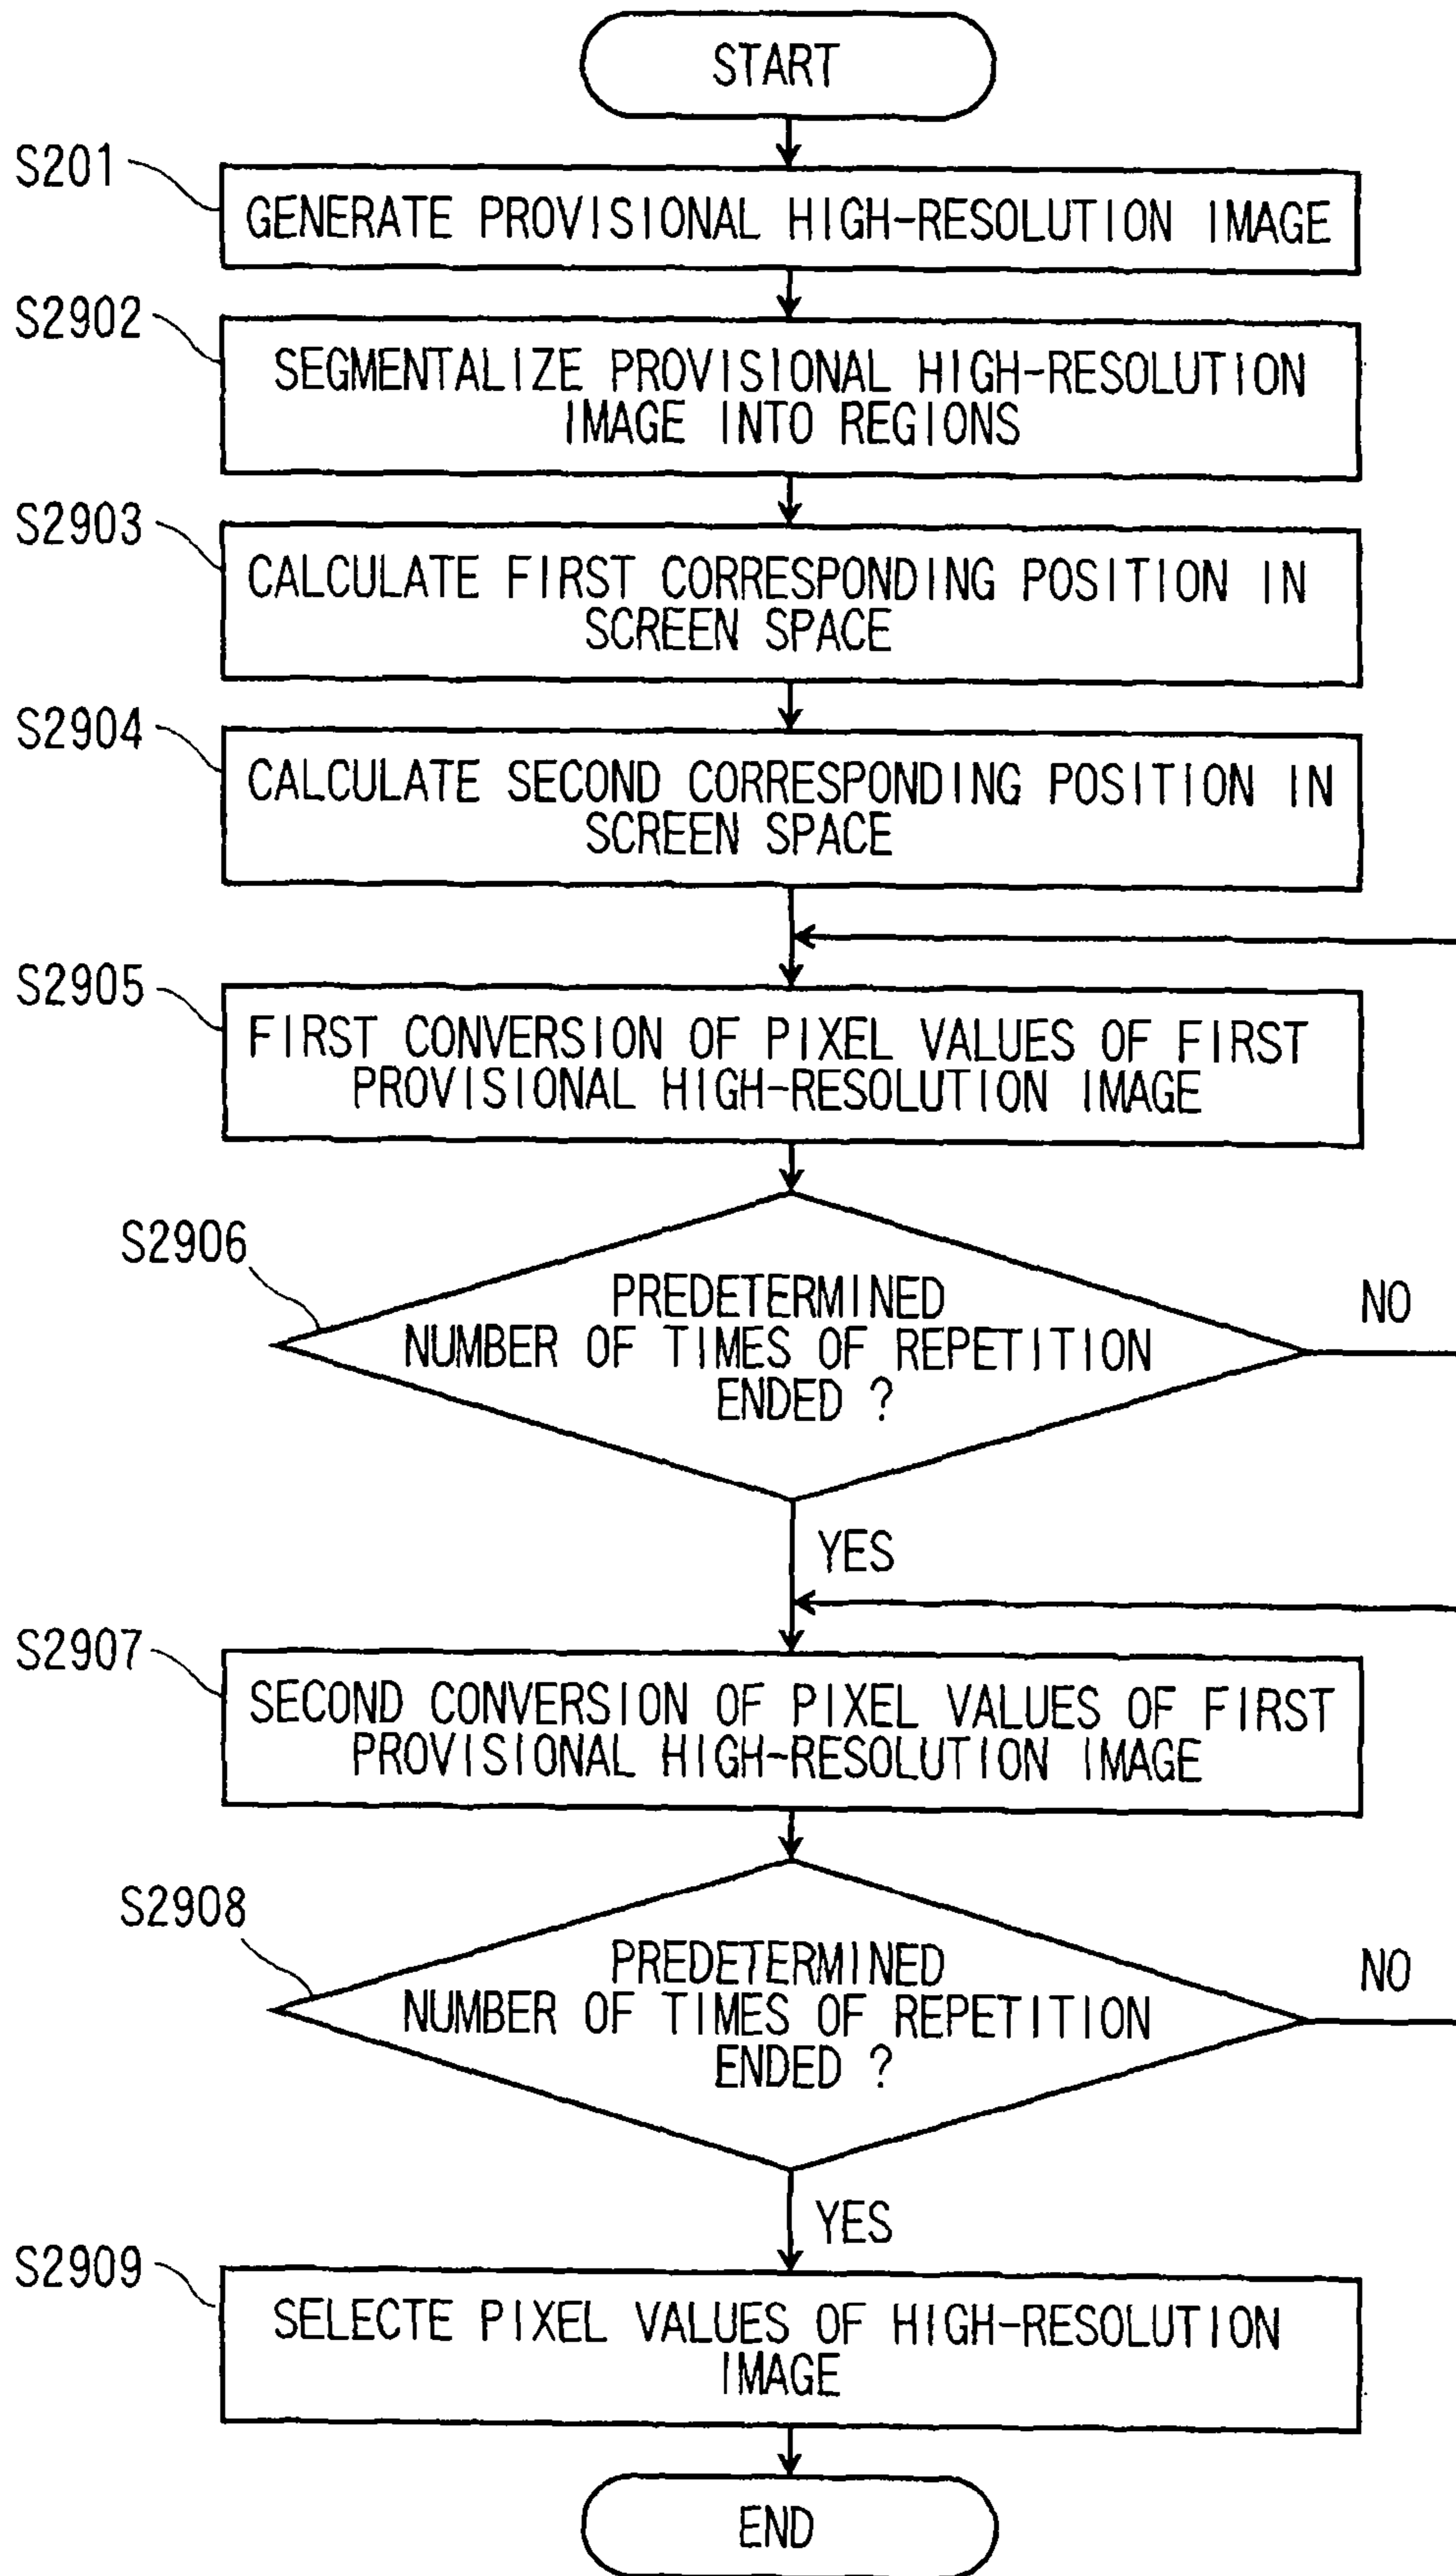 START
S201
GENERATE PROVISIONAL HIGH-RESOLUTION IMAGE
S2902
SEGMENTALIZE PROVISIONAL HIGH-RESOLUTION
IMAGE INTO REGIONS
S2903
CALCULATE FIRST CORRESPONDING POSITION IN
SCREEN SPACE
S2904
CALCULATE SECOND CORRESPONDING POSITION IN
SCREEN SPACE
S2905
FIRST CONVERSION OF PIXEL VALUES OF FIRST
PROVISIONAL HIGH-RESOLUTION IMAGE
S2906
PREDETERMINED
NUMBER OF TIMES OF REPETITION
ENDED ?
NO
YES
S2907
SECOND CONVERSION OF PIXEL VALUES OF FIRST
PROVISIONAL HIGH-RESOLUTION IMAGE
S2908
PREDETERMINED
NUMBER OF TIMES OF REPETITION
ENDED ?
NO
YES
S2909
SELECTE PIXEL VALUES OF HIGH-RESOLUTION
IMAGE
END